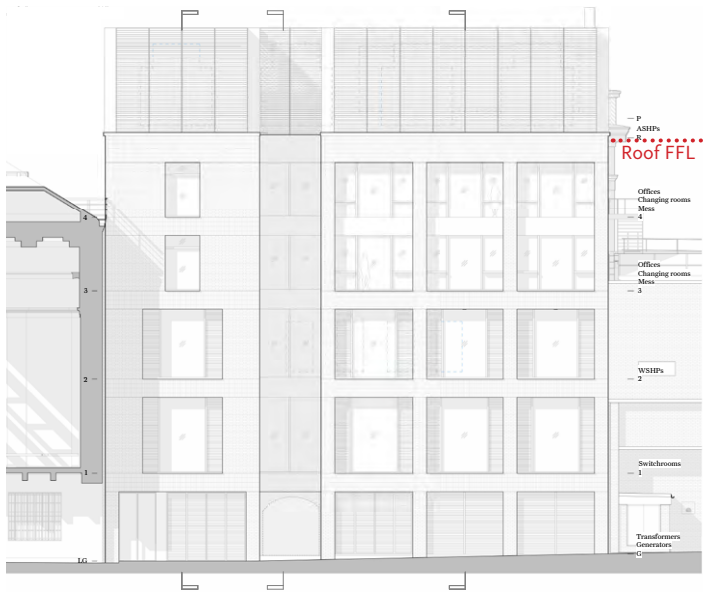 P
ASHPs
R
Roof FFL
Offices
Changing rooms
Mess
4
4
Offices
Changing rooms
Mess
3
3
WSHPs
2
2
Switchrooms
1
1
Transformers
Generators
LG
G